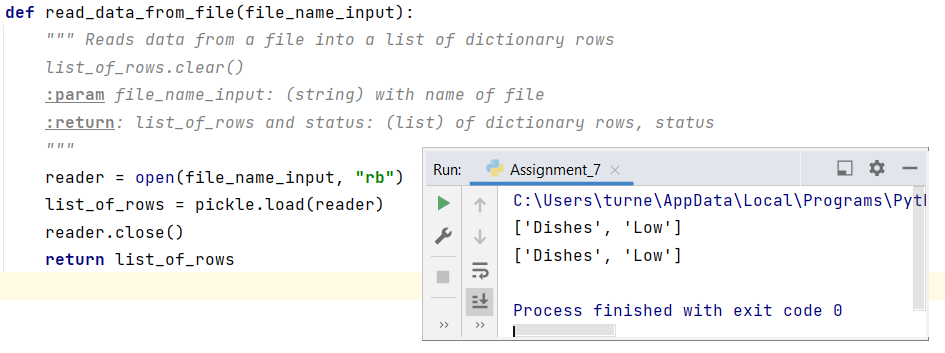 def read_data_from_file(file_name_input):
""" Reads data from a file into a list of dictionary rows
list_of_rows.clear()
:param file_name_input: (string) with name of file
:return: list_of_rows and status: (list) of dictionary rows, status
"""
reader = open(file_name_input, "rb")
list_of_rows = pickle.load(reader)
reader.close()
return list_of_rows
Run: Assignment_7
C:\Users\turne\AppData\Local\Programs\Pyth
['Dishes', 'Low']
['Dishes', 'Low']
Process finished with exit code 0